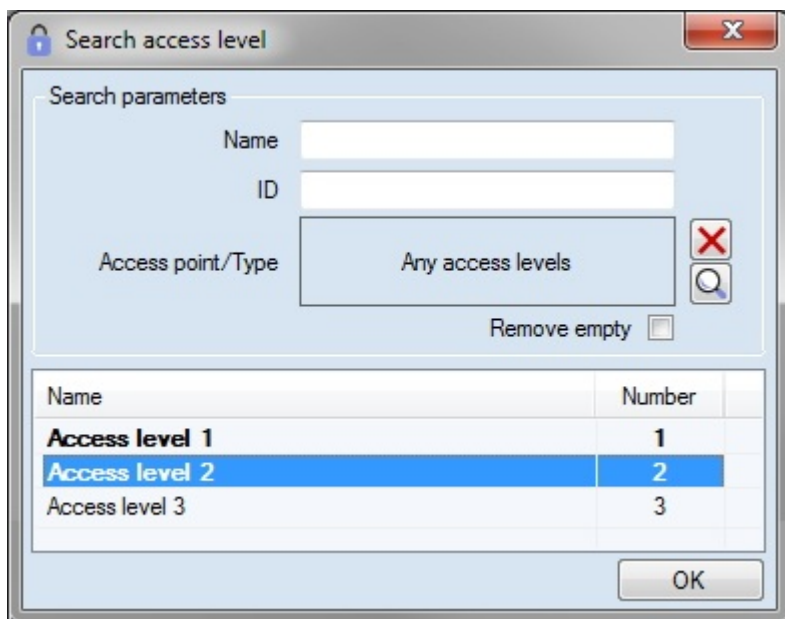 Search access level
Search parameters
Name
ID
Access point/Type Any access levels
Remove empty
Name Number
Access level 1 1
Access level 2 2
Access level 3 3
OK